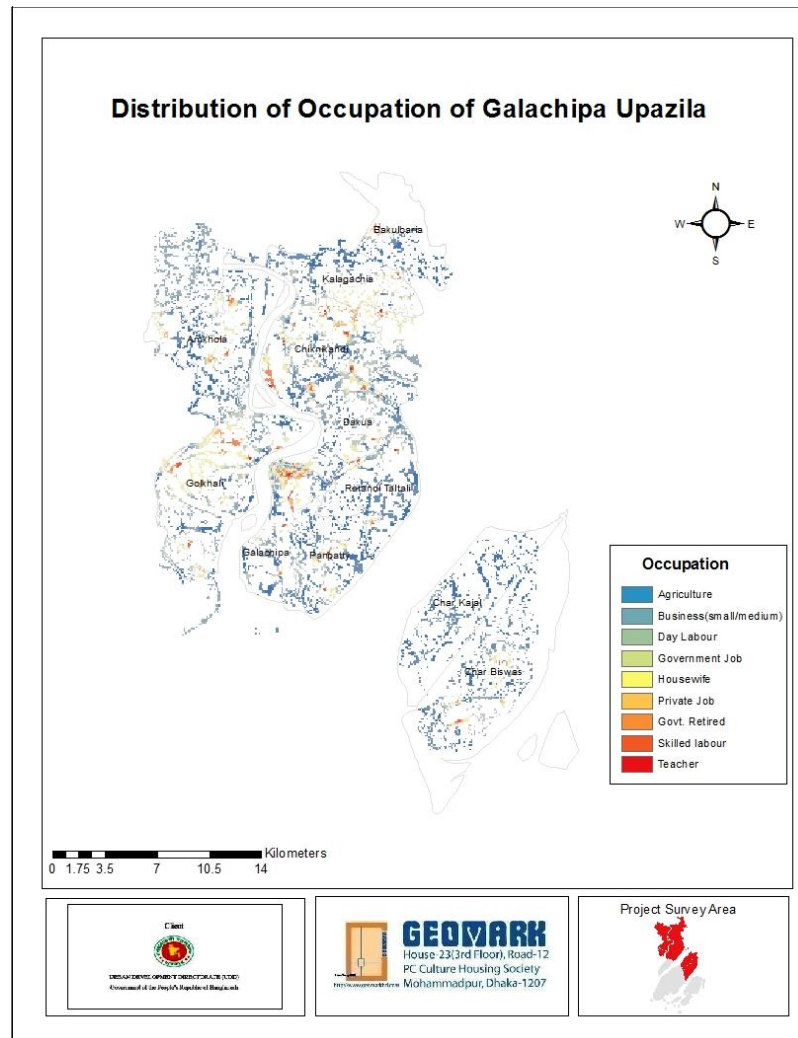 Distribution of Occupation of Galachipa Upazila
N
W E
S
Bakulbaria
Kalagachia
Amkhola
Chiknikandi
Dakua
Golkhali
Ratandi Taltali
Galachipa
Panpatty
Char Kajal
Char Biswas
Occupation
Agriculture
Business(small/medium)
Day Labour
Government Job
Housewife
Private Job
Govt. Retired
Skilled labour
Teacher
Kilometers
0 1.75 3.5 7 10.5 14
Client
URBAN DEVELOPMENT DIRECTORATE (UDD)
Government of the People's Republic of Bangladesh
GEOMARK
House-23(3rd Floor), Road-12
PC Culture Housing Society
Mohammadpur, Dhaka-1207
Project Survey Area